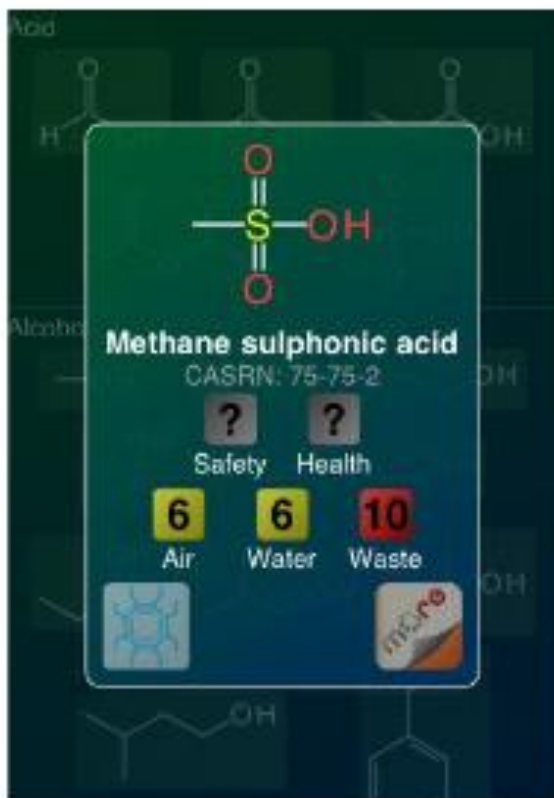 Acid
O
O
O
H
OH
O
S
OH
O
Methane sulphonic acid
CASRN: 75-75-2
Alcoho
OH
? ?
Safety Health
6 6 10
Air Water Waste
OH
OH